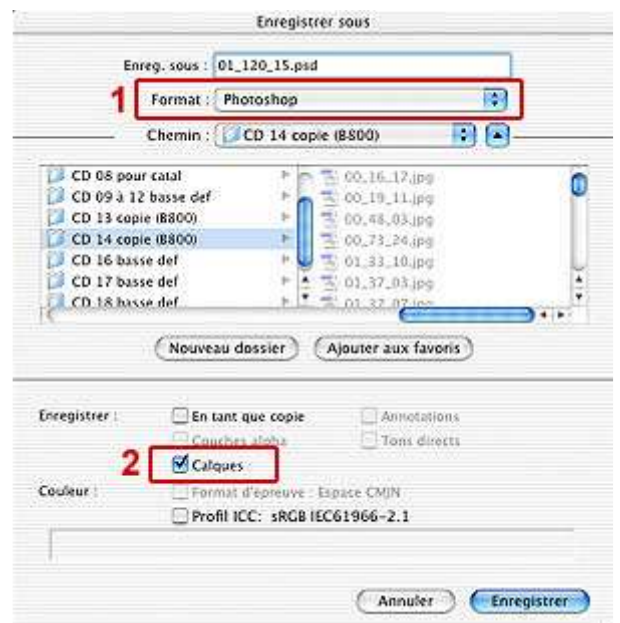 Enregistrer sous
Enreg. sous : 01_120_15.psd
1 Format : Photoshop
Chemin : CD 14 copie (B800)
CD 08 pour catal 00_16_17.jpg
CD 09 à 12 basse def 00_19_11.jpg
CD 13 copie (B800) 00_48_03.jpg
CD 14 copie (B800) 00_73_24.jpg
CD 16 basse def 01_33_10.jpg
CD 17 basse def 01_37_03.jpg
CD 18 basse def 01_37_07.jpg
Nouveau dossier Ajouter aux favoris
Enregistrer : En tant que copie Annotations
Couches alpha Tons directs
2 Calques
Couleur : Format d'épreuve : Espace CMJN
Profil ICC: sRGB IEC61966-2.1
Annuler Enregistrer